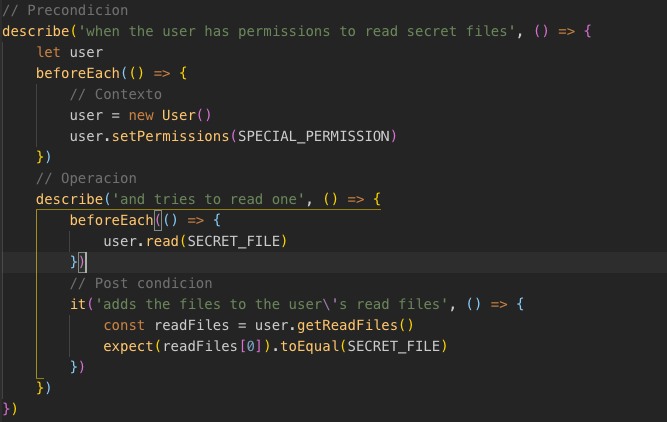 // Precondicion
describe('when the user has permissions to read secret files', () => {
    let user
    beforeEach(() => {
        // Contexto
        user = new User()
        user.setPermissions(SPECIAL_PERMISSION)
    })
    // Operacion
    describe('and tries to read one', () => {
        beforeEach(() => {
            user.read(SECRET_FILE)
        })
        // Post condicion
        it('adds the files to the user\'s read files', () => {
            const readFiles = user.getReadFiles()
            expect(readFiles[0]).toEqual(SECRET_FILE)
        })
    })
})